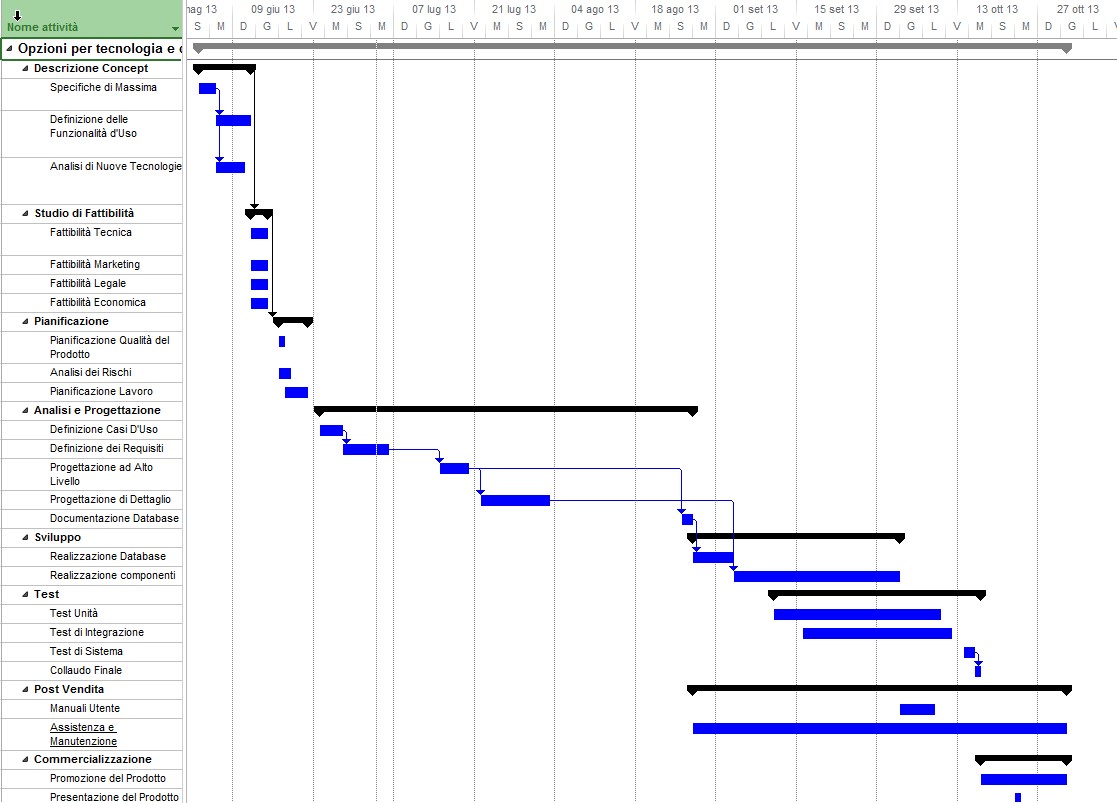 mag 13 09 giu 13 23 giu 13 07 lug 13 21 lug 13 04 ago 13 18 ago 13 01 set 13 15 set 13 29 set 13 13 ott 13 27 ott 13
Nome attività S M D G V S M D G V S M D G L V S M D G L V S M D G L V S M D G L V S M D G L V
Opzioni per tecnologia e c
Descrizione Concept
Specifiche di Massima
Definizione delle
Funzionalità d'Uso
Analisi di Nuove Tecnologie
Studio di Fattibilità
Fattibilità Tecnica
Fattibilità Marketing
Fattibilità Legale
Fattibilità Economica
Pianificazione
Pianificazione Qualità del
Prodotto
Analisi dei Rischi
Pianificazione Lavoro
Analisi e Progettazione
Definizione Casi D'Uso
Definizione dei Requisiti
Progettazione ad Alto
Livello
Progettazione di Dettaglio
Documentazione Database
Sviluppo
Realizzazione Database
Realizzazione componenti
Test
Test Unità
Test di Integrazione
Test di Sistema
Collaudo Finale
Post Vendita
Manuali Utente
Assistenza e
Manutenzione
Commercializzazione
Promozione del Prodotto
Presentazione del Prodotto